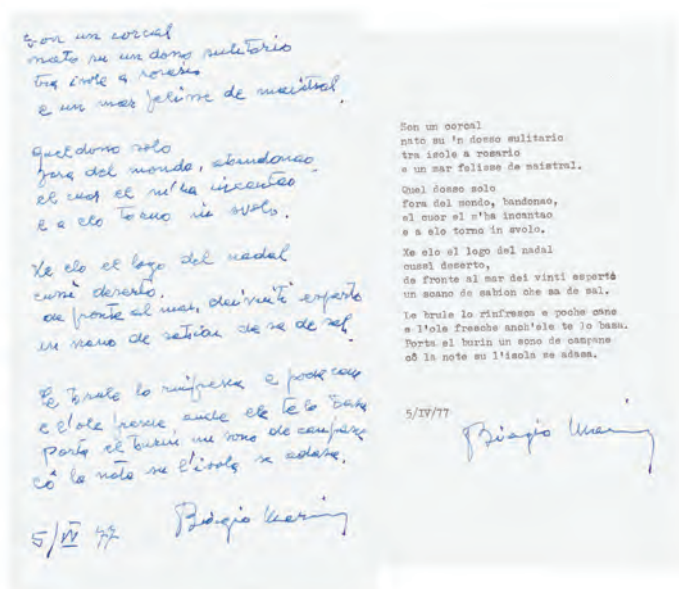 Son un corcal
nato su un doso sulitario
tra isole a rosario
e un mar felisse de maistral.
Quel doso solo
fora del mondo, abandonao
el cuor el m'ha incantao
e a elo torno in svolo.
Xe elo el logo del nadal
cussì deserto.
de fronte al mar, dei vinti esperto
un scano de sabion che sa de sal.
Le brule lo rinfresca e poche cane
e l'ole fresche anche ele te lo basa
Porta el burin un sono de campane
cô la note su l'isola se adasa.
5/IV 77
Biagio Marin
Son un corcal
nato su 'n dosso sulitario
tra isole a rosario
e un mar felisse de maistral.
Quel dosso solo
fora del mondo, bandonao,
el cuor el m'ha incantao
e a elo torno in svolo.
Xe elo el logo del nadal
cussì deserto,
de fronte al mar dei vinti esperto
un scano de sabion che sa de sal.
Le brule lo rinfresca e poche cane
e l'ole fresche anch'ele te lo basa.
Porta el burin un sono de campane
cô la note su l'isola se adasa.
5/IV/77
Biagio Marin